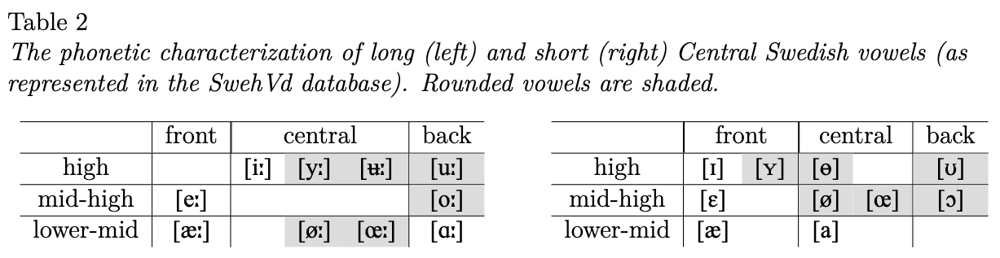 Table 2
The phonetic characterization of long (left) and short (right) Central Swedish vowels (as
represented in the SwehVd database). Rounded vowels are shaded.
front central back
high [iː] [yː] [ʉː] [uː]
mid-high [eː] [oː]
lower-mid [æː] [øː] [œː] [ɑː]
front central back
high [ɪ] [ʏ] [ɵ] [ʊ]
mid-high [ɛ] [ø] [œ] [ɔ]
lower-mid [æ] [a]